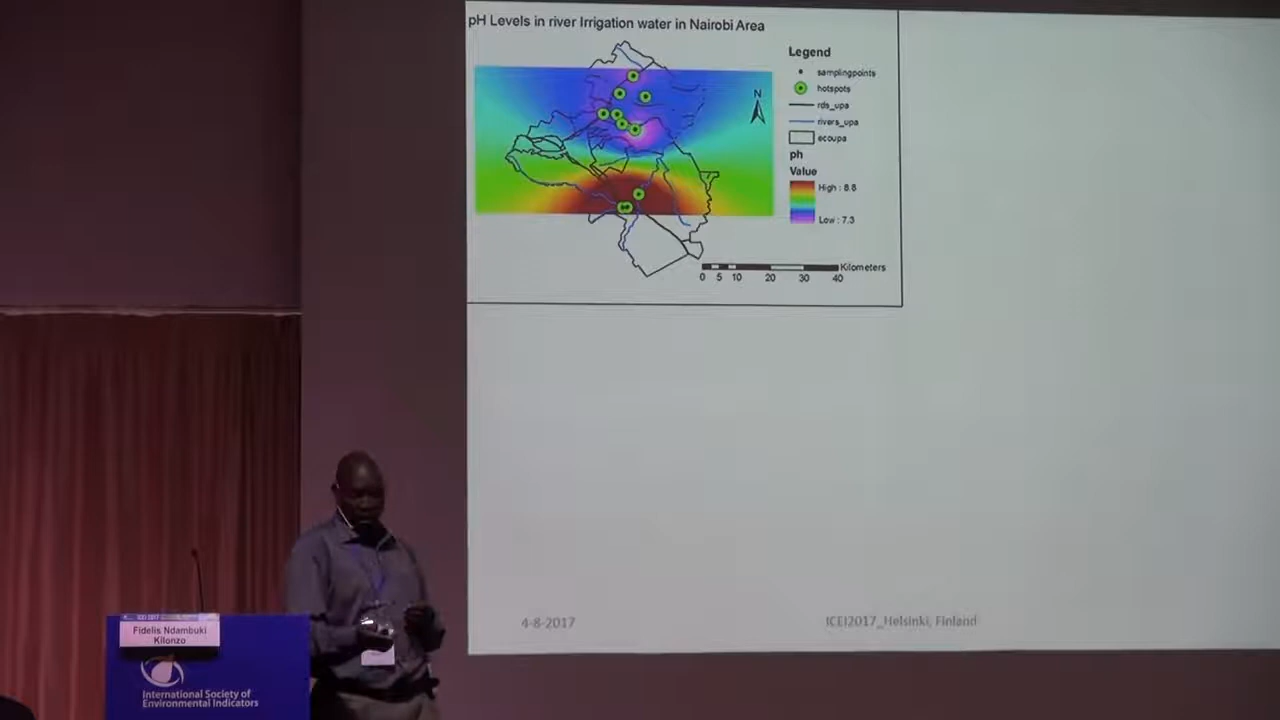 pH Levels in river Irrigation water in Nairobi Area
Legend
samplingpoints
hotspots
rds_upa
rivers_upa
ecoupa
ph
Value
High : 8.8
Low : 7.3
N
Kilometers
0 5 10 20 30 40
4-8-2017
ICEI2017_Helsinki, Finland
Fidelis Ndambuki
Kilonzo
International Society of
Environmental Indicators